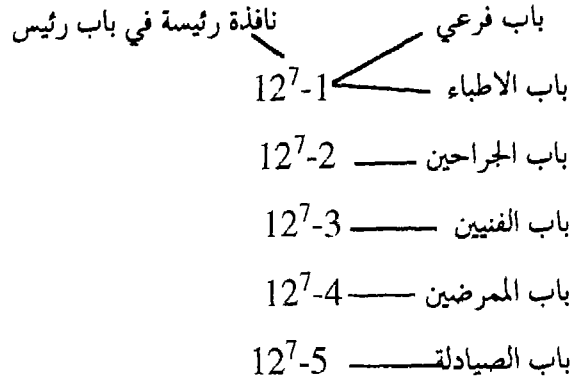 باب فرعي نافذة رئيسة في باب رئيس
باب الاطباء 12⁷-1
باب الجراحين 12⁷-2
باب الفنيين 12⁷-3
باب الممرضين 12⁷-4
باب الصيادلة 12⁷-5